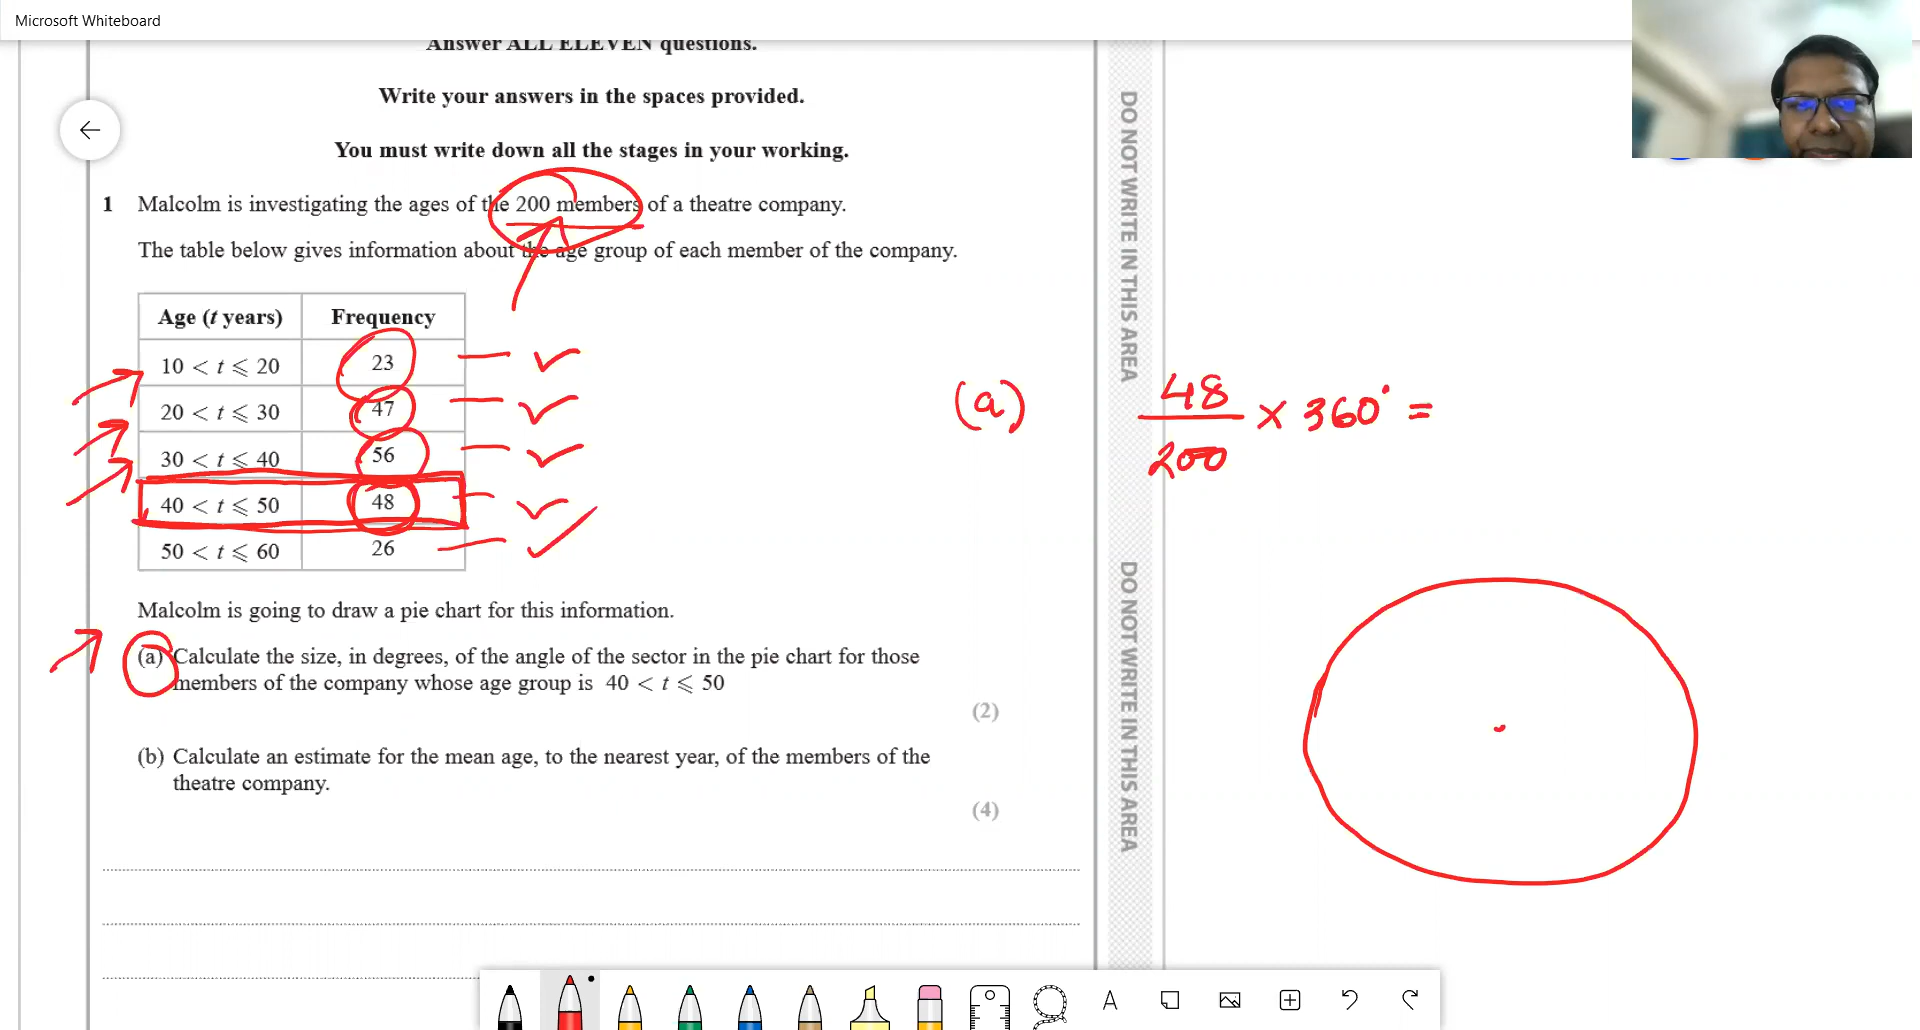 Microsoft Whiteboard
Answer ALL ELEVEN questions.
Write your answers in the spaces provided.
You must write down all the stages in your working.
1 Malcolm is investigating the ages of the 200 members of a theatre company.
The table below gives information about the age group of each member of the company.
Age (t years) Frequency
10 < t ⩽ 20 23
20 < t ⩽ 30 47
30 < t ⩽ 40 56
40 < t ⩽ 50 48
50 < t ⩽ 60 26
Malcolm is going to draw a pie chart for this information.
(a) Calculate the size, in degrees, of the angle of the sector in the pie chart for those
members of the company whose age group is 40 < t ⩽ 50
(2)
(b) Calculate an estimate for the mean age, to the nearest year, of the members of the
theatre company.
(4)
DO NOT WRITE IN THIS AREA
DO NOT WRITE IN THIS AREA
(a) 48/200 × 360° =